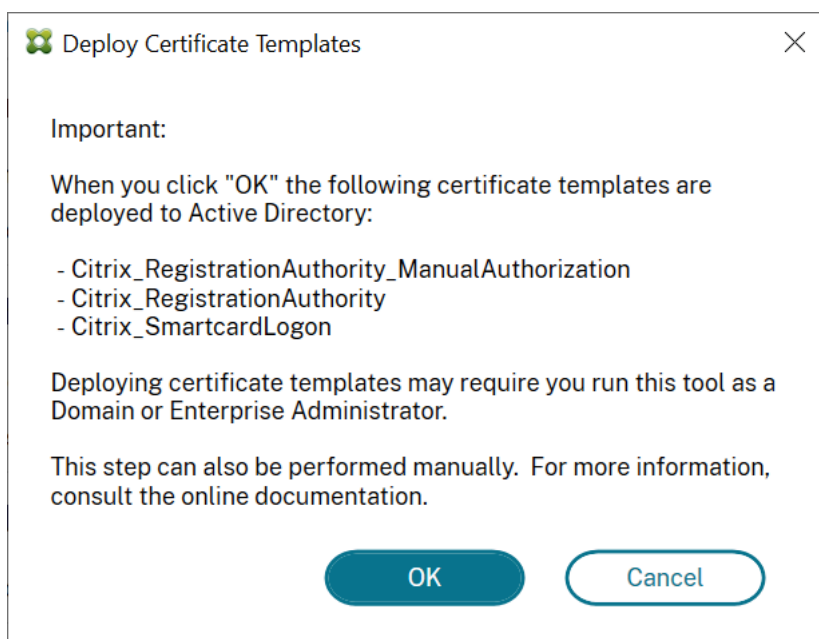 Deploy Certificate Templates
Important:
When you click "OK" the following certificate templates are
deployed to Active Directory:
- Citrix_RegistrationAuthority_ManualAuthorization
- Citrix_RegistrationAuthority
- Citrix_SmartcardLogon
Deploying certificate templates may require you run this tool as a
Domain or Enterprise Administrator.
This step can also be performed manually.  For more information,
consult the online documentation.
OK
Cancel